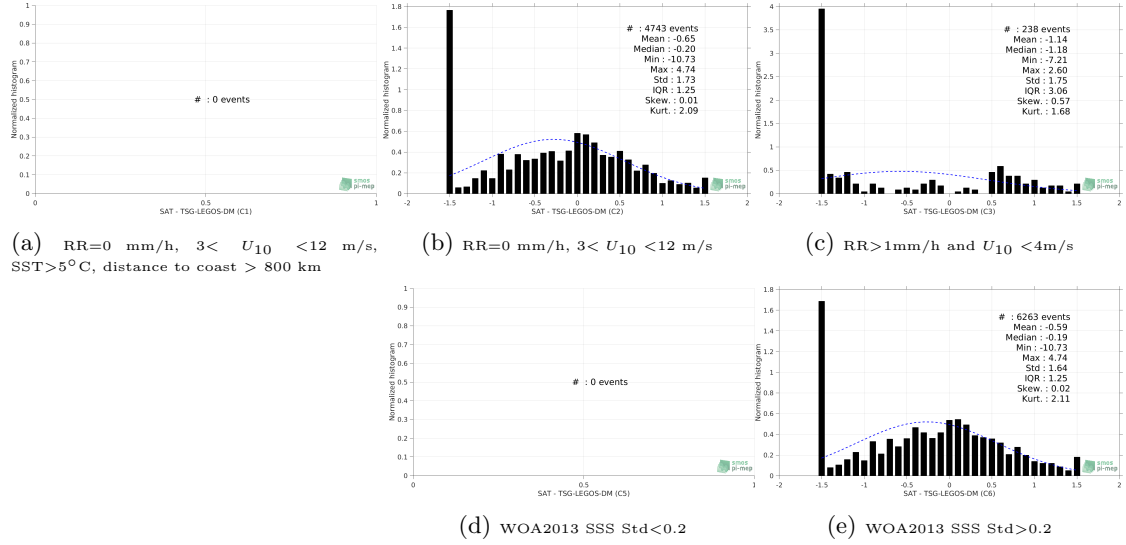 1
0.9
0.8
0.7
0.6
0.5
0.4
0.3
0.2
0.1
0
Normalized histogram
# : 0 events
0 0.5 1
SAT - TSG-LEGOS-DM (C1)
smos
pi-mep
(a) RR=0 mm/h, 3< U10 <12 m/s,
SST>5°C, distance to coast > 800 km
1.8
1.6
1.4
1.2
1
0.8
0.6
0.4
0.2
0
Normalized histogram
# : 4743 events
Mean : -0.65
Median : -0.20
Min : -10.73
Max : 4.74
Std : 1.73
IQR : 1.25
Skew. : 0.01
Kurt. : 2.09
-2 -1.5 -1 -0.5 0 0.5 1 1.5 2
SAT - TSG-LEGOS-DM (C2)
smos
pi-mep
(b) RR=0 mm/h, 3< U10 <12 m/s
4
3.5
3
2.5
2
1.5
1
0.5
0
Normalized histogram
# : 238 events
Mean : -1.14
Median : -1.18
Min : -7.21
Max : 2.60
Std : 1.75
IQR : 3.06
Skew. : 0.57
Kurt. : 1.68
-2 -1.5 -1 -0.5 0 0.5 1 1.5 2
SAT - TSG-LEGOS-DM (C3)
smos
pi-mep
(c) RR>1mm/h and U10 <4m/s
1
0.9
0.8
0.7
0.6
0.5
0.4
0.3
0.2
0.1
0
Normalized histogram
# : 0 events
0 0.5 1
SAT - TSG-LEGOS-DM (C5)
smos
pi-mep
(d) WOA2013 SSS Std<0.2
1.8
1.6
1.4
1.2
1
0.8
0.6
0.4
0.2
0
Normalized histogram
# : 6263 events
Mean : -0.59
Median : -0.19
Min : -10.73
Max : 4.74
Std : 1.64
IQR : 1.25
Skew. : 0.02
Kurt. : 2.11
-2 -1.5 -1 -0.5 0 0.5 1 1.5 2
SAT - TSG-LEGOS-DM (C6)
smos
pi-mep
(e) WOA2013 SSS Std>0.2